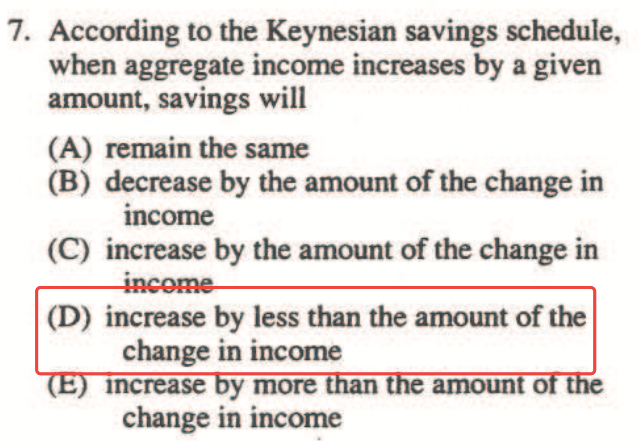 7. According to the Keynesian savings schedule,
when aggregate income increases by a given
amount, savings will
(A) remain the same
(B) decrease by the amount of the change in
income
(C) increase by the amount of the change in
income
(D) increase by less than the amount of the
change in income
(E) increase by more than the amount of the
change in income